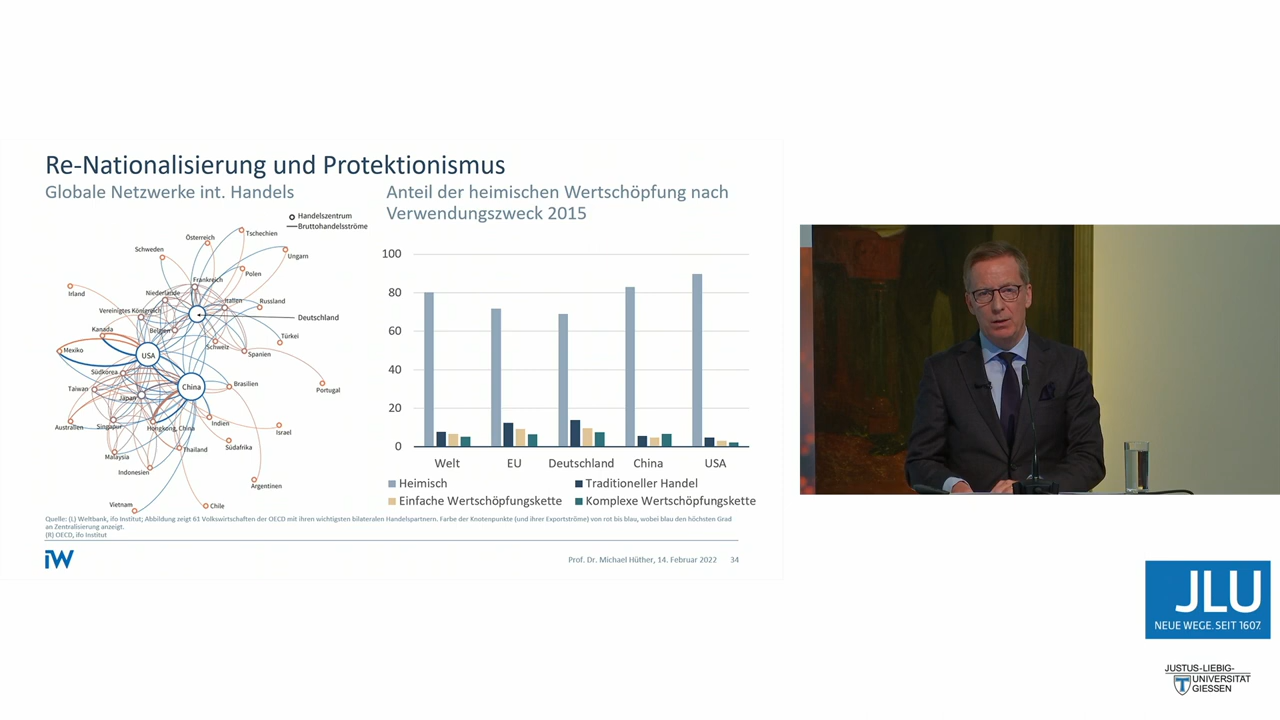 Re-Nationalisierung und Protektionismus
Globale Netzwerke int. Handels
Anteil der heimischen Wertschöpfung nach
Verwendungszweck 2015
Handelszentrum
Bruttohandelsströme
Tschechien
Österreich
Schweden
Ungarn
Polen
Frankreich
Irland
Niederlande
Italien
Russland
Vereinigtes Königreich
Deutschland
Kanada
Belgien
Türkei
Mexiko
USA
Schweiz
Spanien
Südkorea
China
Brasilien
Taiwan
Portugal
Japan
Australien
Singapur
Hongkong, China
Indien
Israel
Malaysia
Thailand
Südafrika
Indonesien
Argentinien
Vietnam
Chile
100
80
60
40
20
0
Welt
EU
Deutschland
China
USA
Heimisch
Traditioneller Handel
Einfache Wertschöpfungskette
Komplexe Wertschöpfungskette
Quelle: (L) Weltbank, ifo Institut; Abbildung zeigt 61 Volkswirtschaften der OECD mit ihren wichtigsten bilateralen Handelspartnern. Farbe der Knotenpunkte (und ihrer Exportströme) von rot bis blau, wobei blau den höchsten Grad
an Zentralisierung anzeigt.
(R) OECD, ifo Institut
iW
Prof. Dr. Michael Hüther, 14. Februar 2022 34
JLU
NEUE WEGE. SEIT 1607.
JUSTUS-LIEBIG-
UNIVERSITÄT
GIESSEN